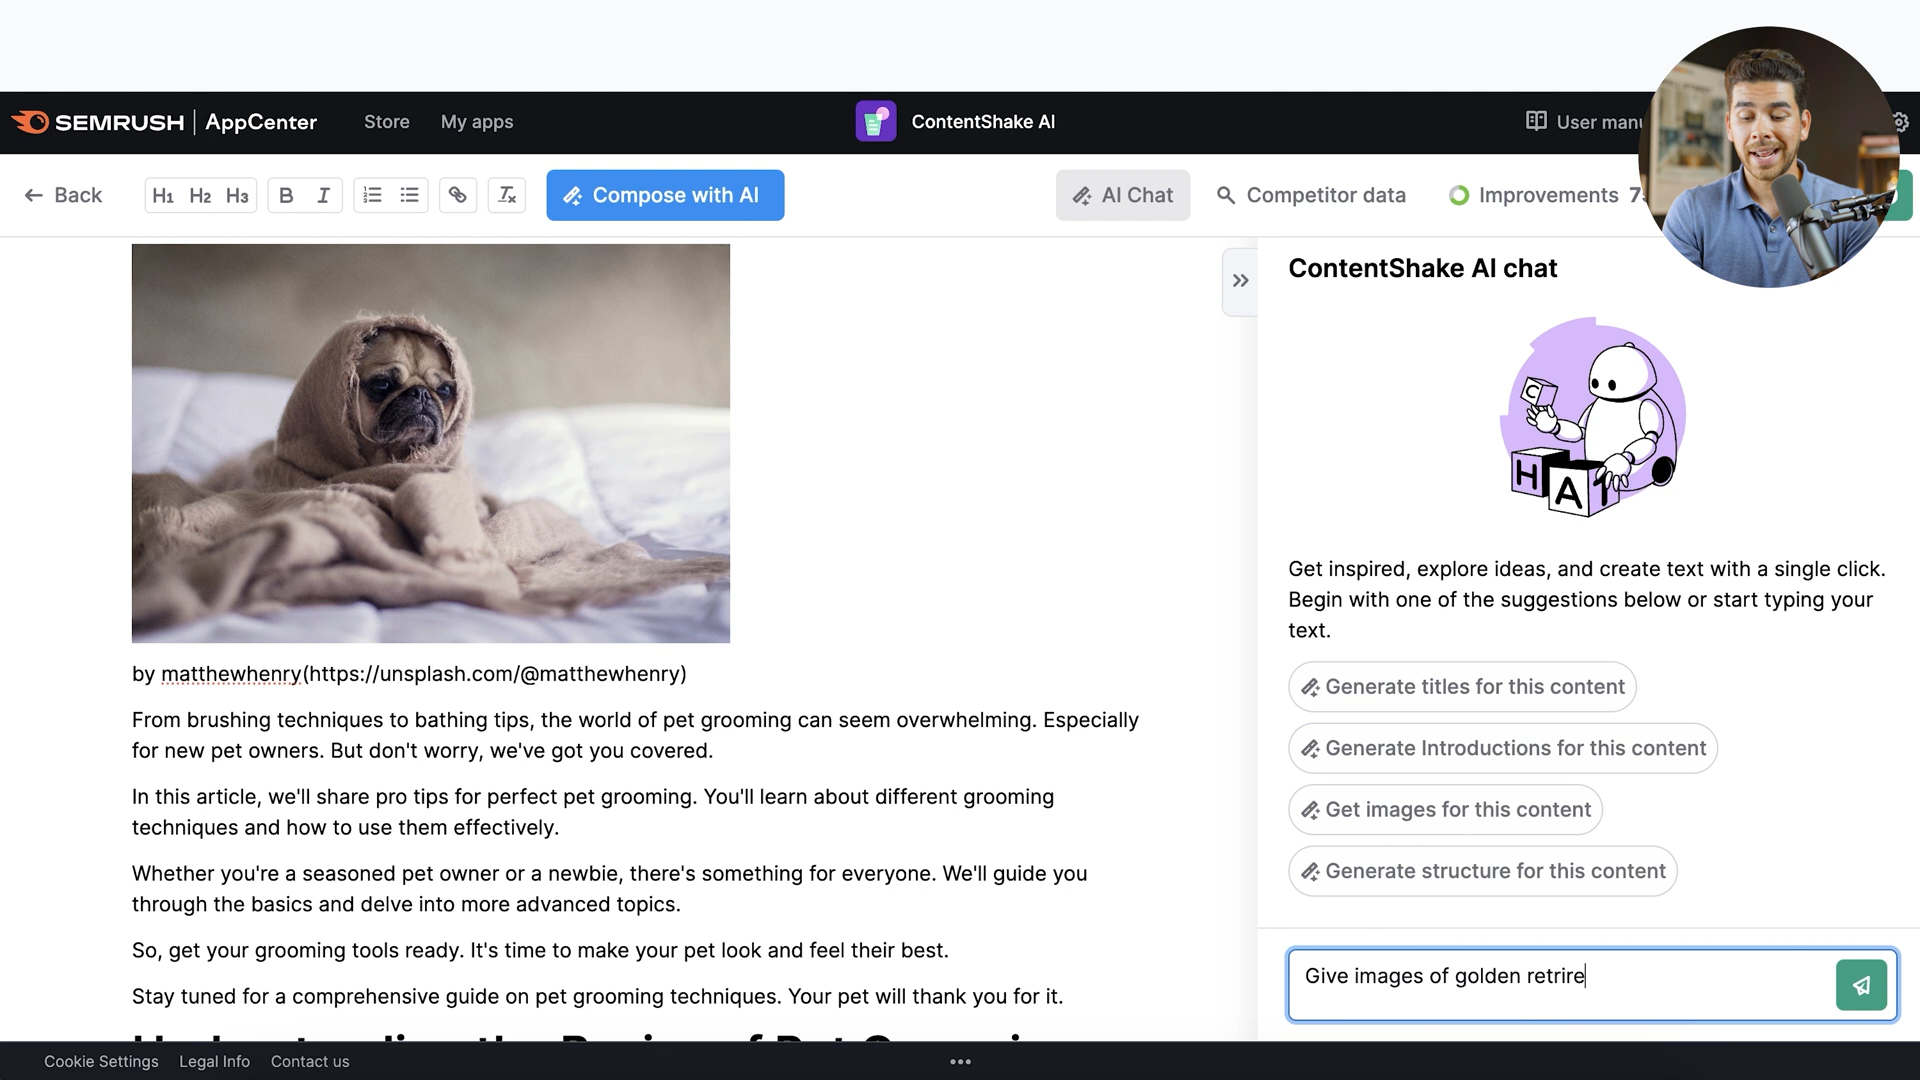 SEMRUSH | AppCenter
Store
My apps
ContentShake AI
User manu
Back
H1 H2 H3
B I
Compose with AI
AI Chat
Competitor data
Improvements
ContentShake AI chat
C
H A T
by matthewhenry(https://unsplash.com/@matthewhenry)
From brushing techniques to bathing tips, the world of pet grooming can seem overwhelming. Especially
for new pet owners. But don't worry, we've got you covered.
In this article, we'll share pro tips for perfect pet grooming. You'll learn about different grooming
techniques and how to use them effectively.
Whether you're a seasoned pet owner or a newbie, there's something for everyone. We'll guide you
through the basics and delve into more advanced topics.
So, get your grooming tools ready. It's time to make your pet look and feel their best.
Stay tuned for a comprehensive guide on pet grooming techniques. Your pet will thank you for it.
Get inspired, explore ideas, and create text with a single click.
Begin with one of the suggestions below or start typing your
text.
Generate titles for this content
Generate Introductions for this content
Get images for this content
Generate structure for this content
Give images of golden retrire
Cookie Settings
Legal Info
Contact us